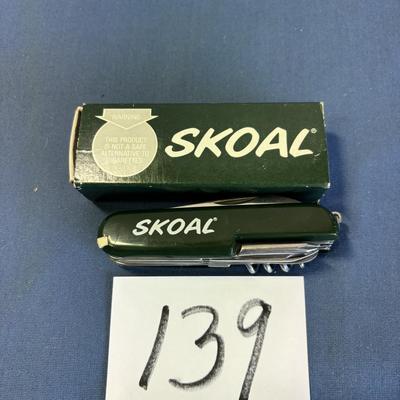 WARNING
THIS PRODUCT
IS NOT A SAFE
ALTERNATIVE TO
CIGARETTES
SKOAL®
SKOAL®
139